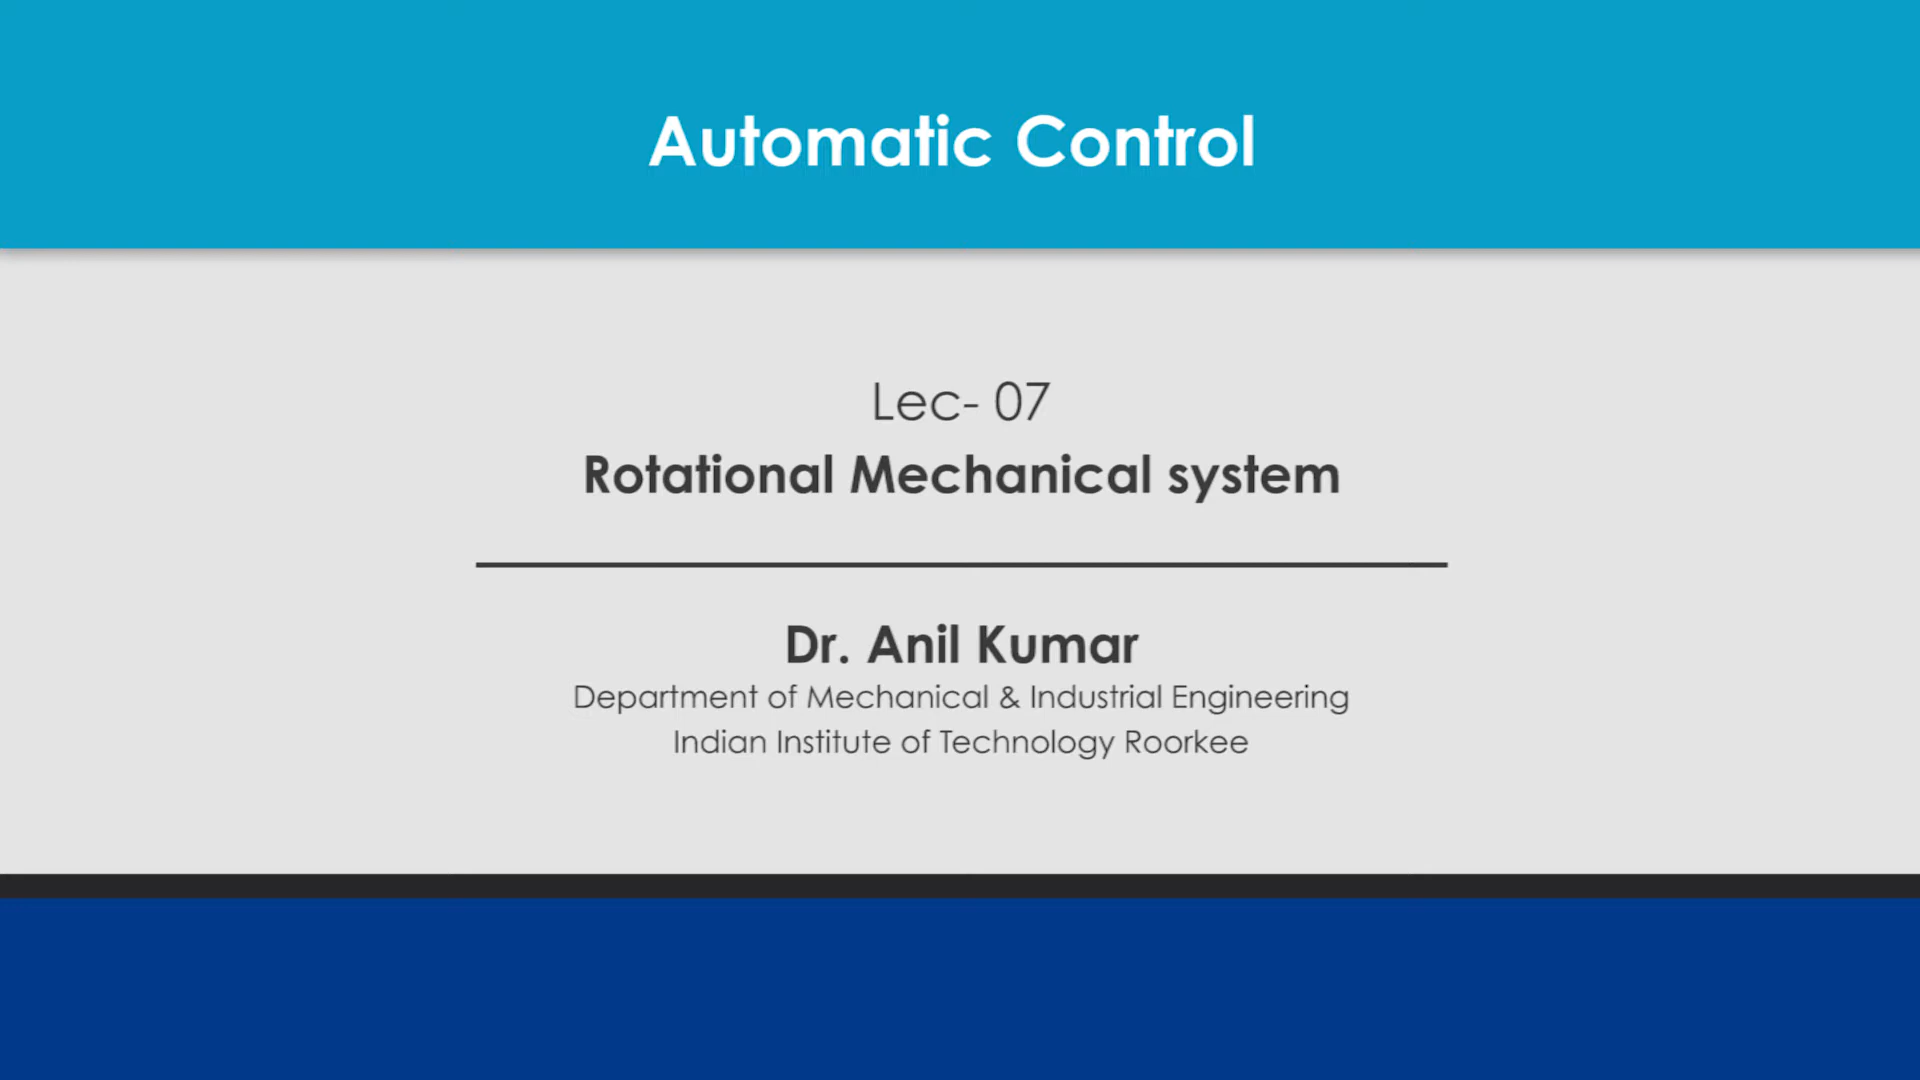 Automatic Control
Lec- 07
Rotational Mechanical system
Dr. Anil Kumar
Department of Mechanical & Industrial Engineering
Indian Institute of Technology Roorkee